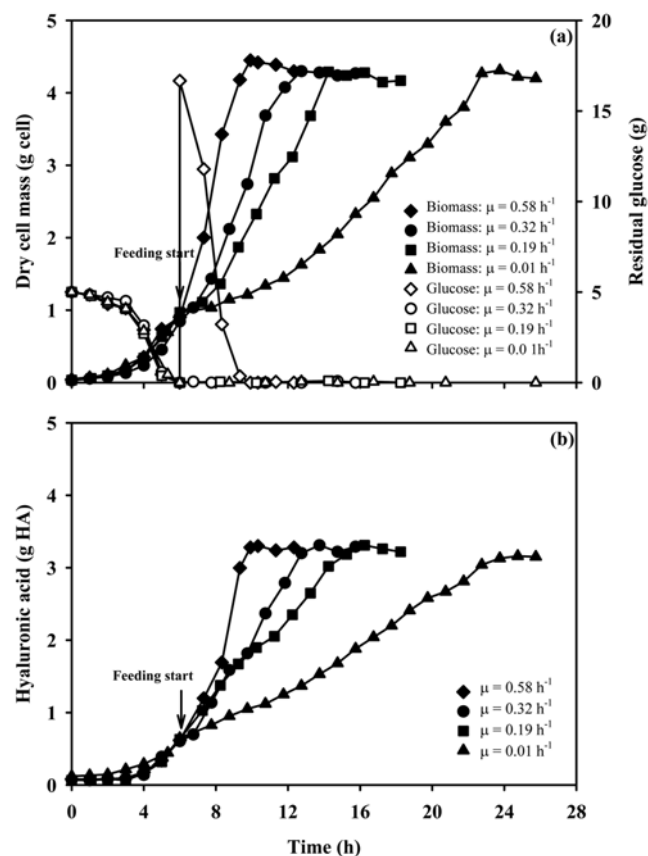 (a)
5
4
3
2
1
0
Dry cell mass (g cell)
20
15
10
5
0
Residual glucose (g)
Feeding start
Biomass: μ = 0.58 h⁻¹
Biomass: μ = 0.32 h⁻¹
Biomass: μ = 0.19 h⁻¹
Biomass: μ = 0.01 h⁻¹
Glucose: μ = 0.58 h⁻¹
Glucose: μ = 0.32 h⁻¹
Glucose: μ = 0.19 h⁻¹
Glucose: μ = 0.0 1h⁻¹
(b)
5
4
3
2
1
0
Hyaluronic acid (g HA)
Feeding start
μ = 0.58 h⁻¹
μ = 0.32 h⁻¹
μ = 0.19 h⁻¹
μ = 0.01 h⁻¹
0 4 8 12 16 20 24 28
Time (h)